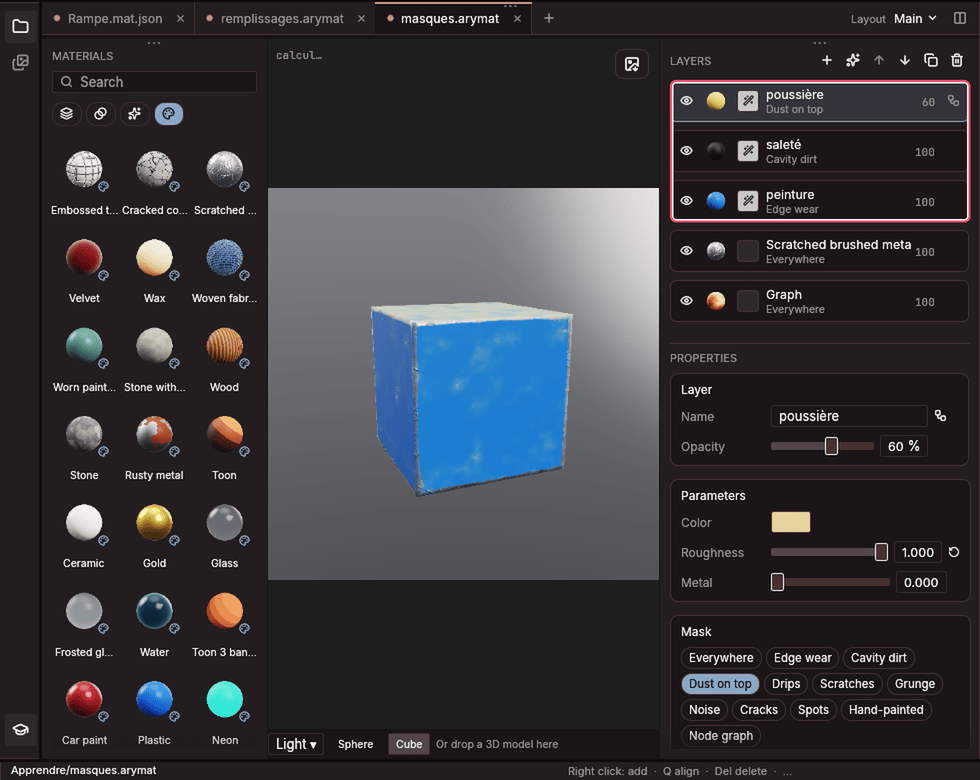 Rampe.mat.json
remplissages.arymat
masques.arymat
Layout Main
MATERIALS
Search
Embossed t...
Cracked co...
Scratched ...
Velvet
Wax
Woven fabr...
Worn paint...
Stone with...
Wood
Stone
Rusty metal
Toon
Ceramic
Gold
Glass
Frosted gl...
Water
Toon 3 ban...
Car paint
Plastic
Neon
calcul…
Light ▾
Sphere
Cube
Or drop a 3D model here
LAYERS
poussière
Dust on top
60
saleté
Cavity dirt
100
peinture
Edge wear
100
Scratched brushed meta
Everywhere
100
Graph
Everywhere
100
PROPERTIES
Layer
Name poussière
Opacity 60 %
Parameters
Color
Roughness 1.000
Metal 0.000
Mask
Everywhere Edge wear Cavity dirt
Dust on top Drips Scratches Grunge
Noise Cracks Spots Hand-painted
Node graph
Apprendre/masques.arymat
Right click: add · Q align · Del delete · ...